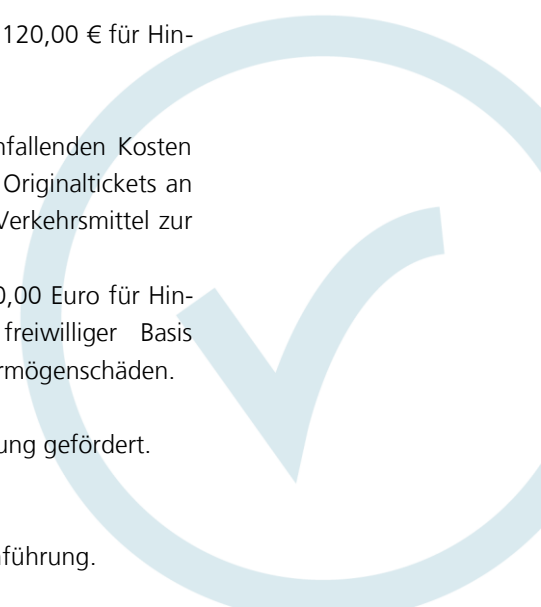 120,00 € für Hin-
nfallenden Kosten
Originaltickets an
Verkehrsmittel zur
0,00 Euro für Hin-
freiwilliger Basis
rmögenschäden.
ung gefördert.
führung.